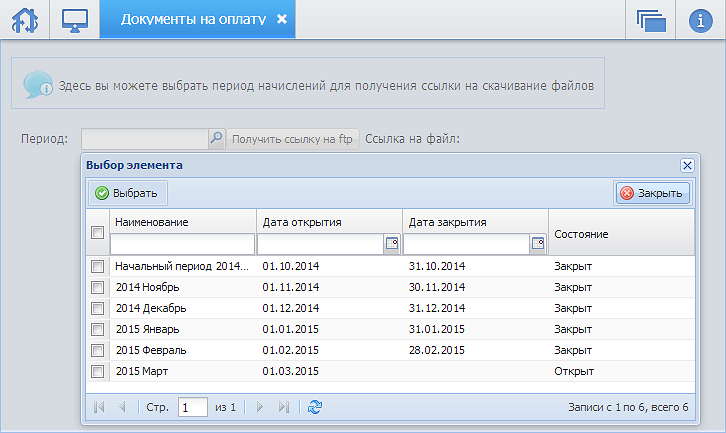 Документы на оплату
Здесь вы можете выбрать период начислений для получения ссылки на скачивание файлов
Период: Получить ссылку на ftp Ссылка на файл:
Выбор элемента
Выбрать Закрыть
Наименование Дата открытия Дата закрытия Состояние
Начальный период 2014... 01.10.2014 31.10.2014 Закрыт
2014 Ноябрь 01.11.2014 30.11.2014 Закрыт
2014 Декабрь 01.12.2014 31.12.2014 Закрыт
2015 Январь 01.01.2015 31.01.2015 Закрыт
2015 Февраль 01.02.2015 28.02.2015 Закрыт
2015 Март 01.03.2015 Открыт
Стр. 1 из 1 Записи с 1 по 6, всего 6